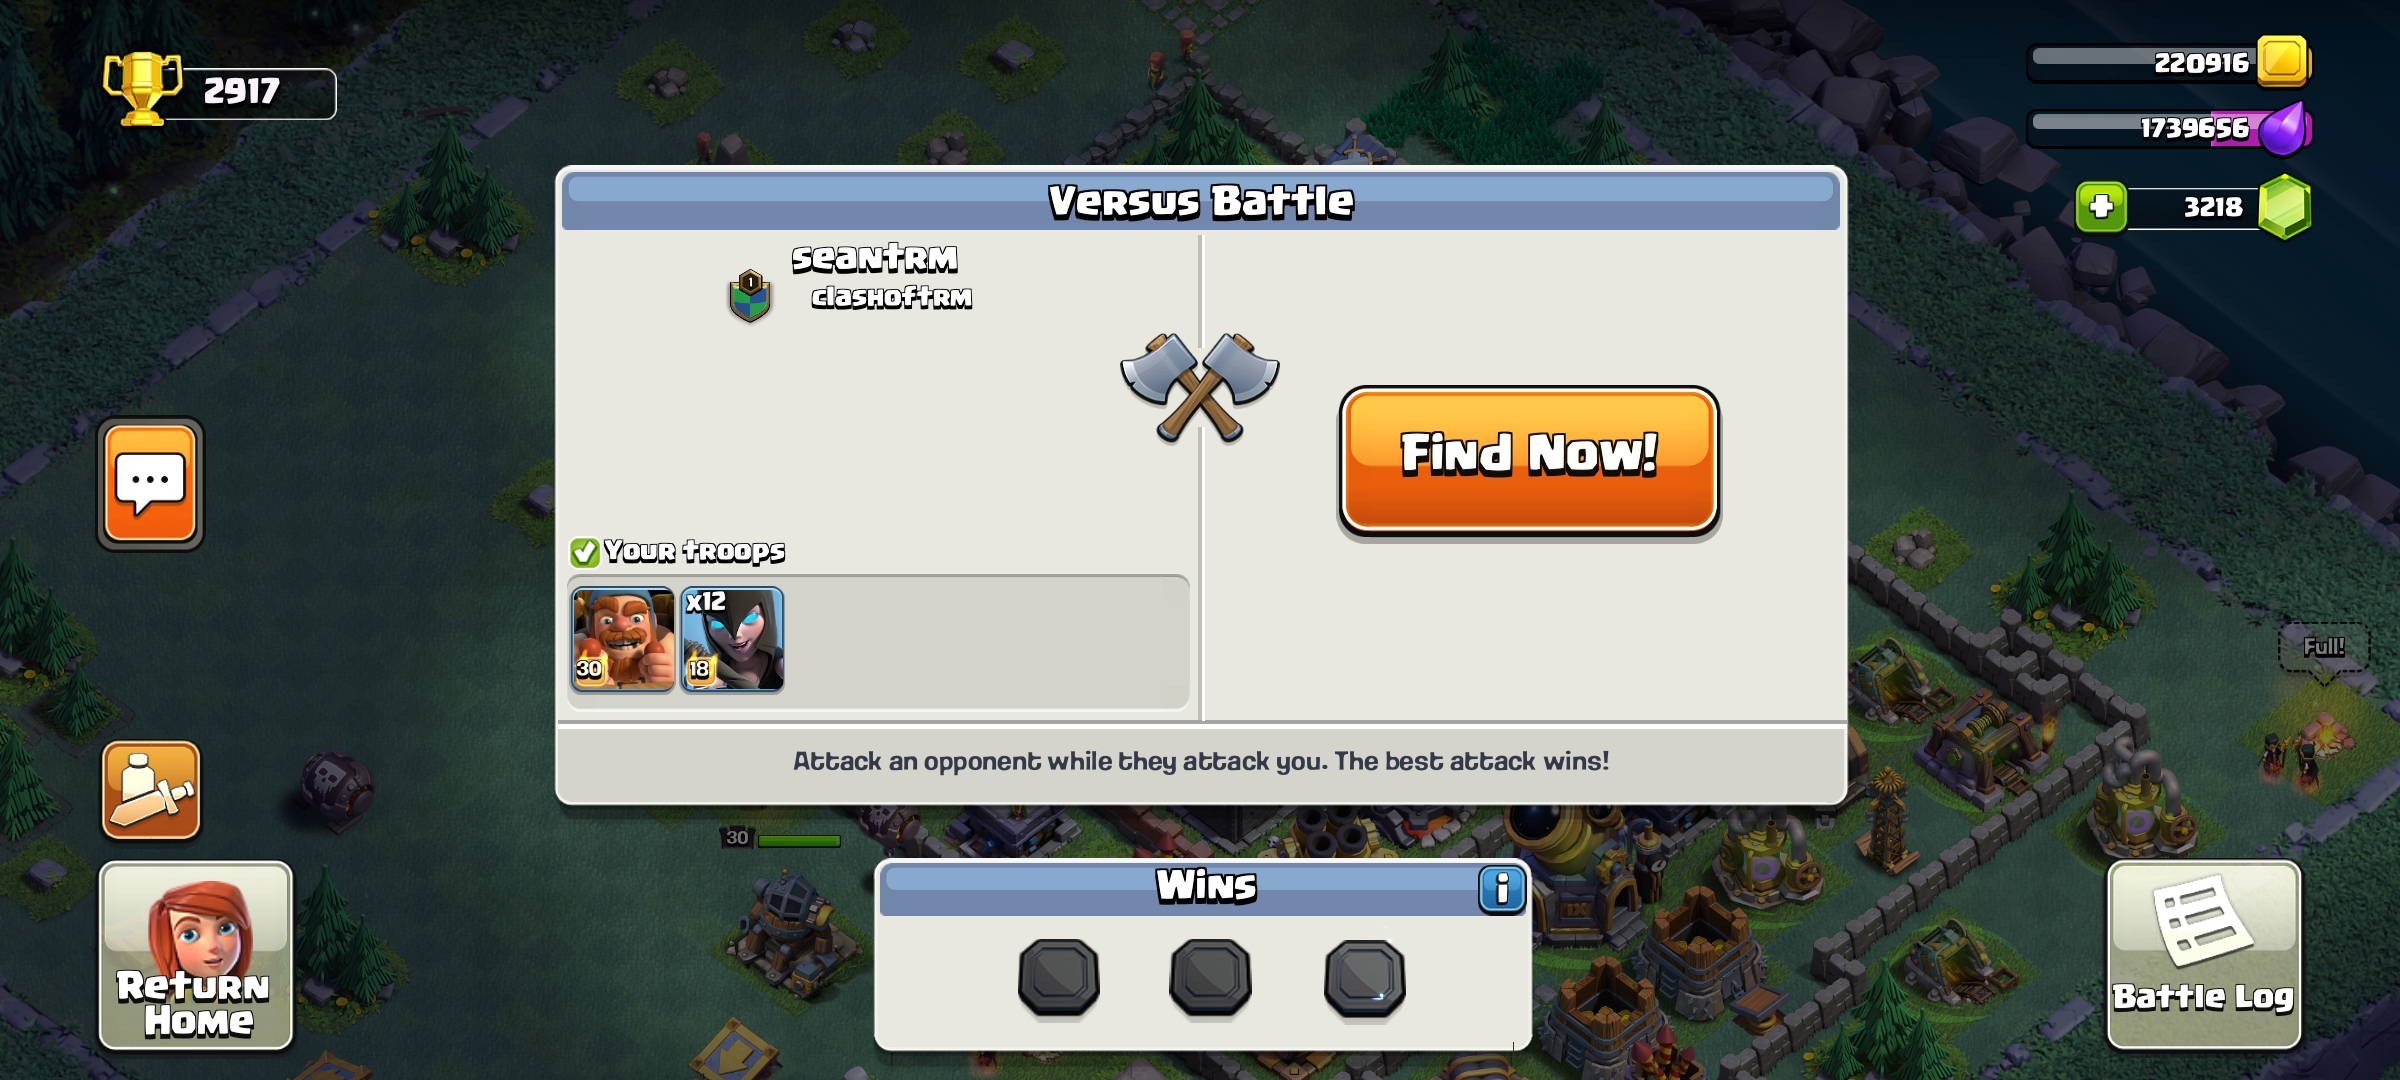 2917
220916
1739656
3218
Versus Battle
seantrm
1
clashoftrm
Find Now!
Your troops
30
x12
18
Full!
Attack an opponent while they attack you. The best attack wins!
30
Wins
i
Return
Home
Battle Log
IX